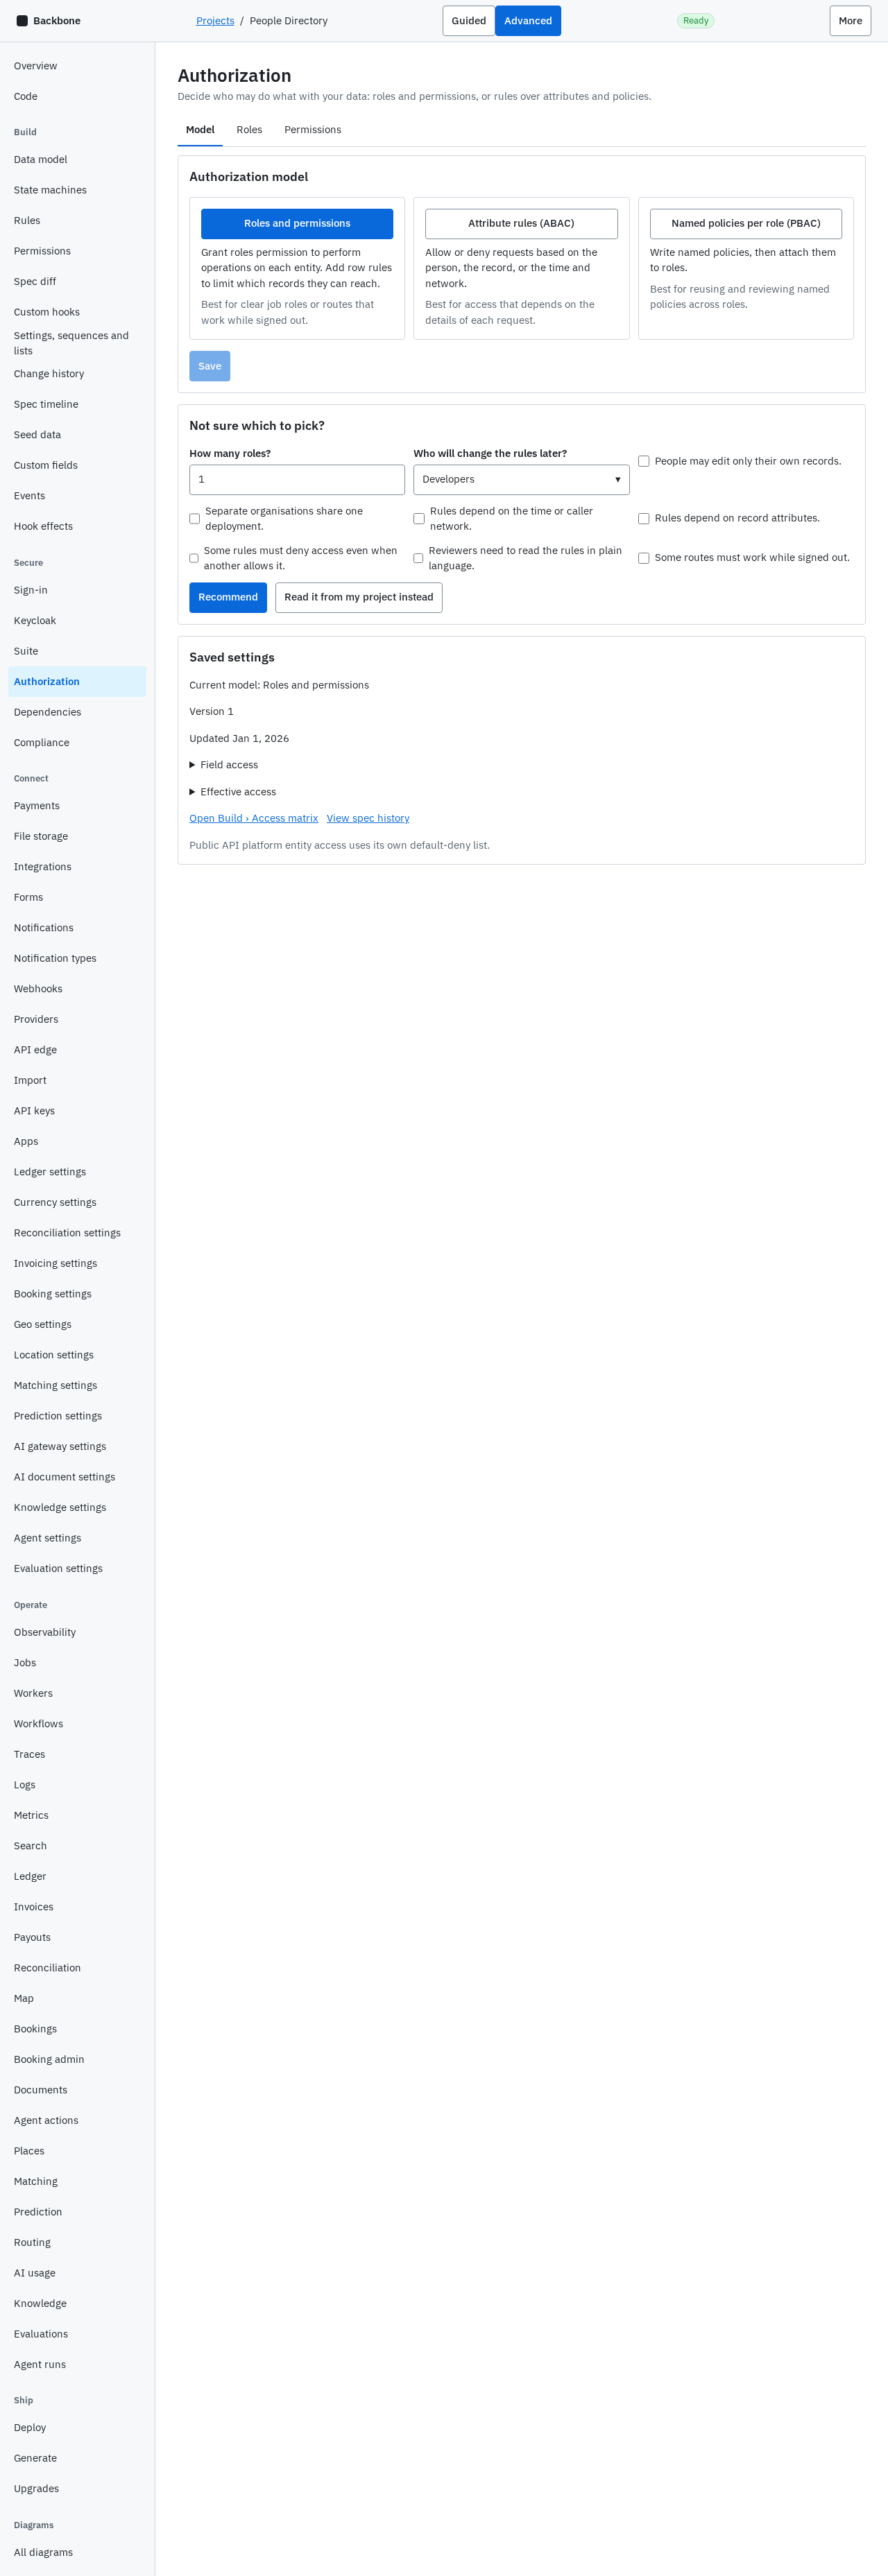 Backbone
Projects / People Directory
Guided
Advanced
Ready
More
Overview
Code
Build
Data model
State machines
Rules
Permissions
Spec diff
Custom hooks
Settings, sequences and
lists
Change history
Spec timeline
Seed data
Custom fields
Events
Hook effects
Secure
Sign-in
Keycloak
Suite
Authorization
Dependencies
Compliance
Connect
Payments
File storage
Integrations
Forms
Notifications
Notification types
Webhooks
Providers
API edge
Import
API keys
Apps
Ledger settings
Currency settings
Reconciliation settings
Invoicing settings
Booking settings
Geo settings
Location settings
Matching settings
Prediction settings
AI gateway settings
AI document settings
Knowledge settings
Agent settings
Evaluation settings
Operate
Observability
Jobs
Workers
Workflows
Traces
Logs
Metrics
Search
Ledger
Invoices
Payouts
Reconciliation
Map
Bookings
Booking admin
Documents
Agent actions
Places
Matching
Prediction
Routing
AI usage
Knowledge
Evaluations
Agent runs
Ship
Deploy
Generate
Upgrades
Diagrams
All diagrams
Authorization
Decide who may do what with your data: roles and permissions, or rules over attributes and policies.
Model
Roles
Permissions
Authorization model
Roles and permissions
Grant roles permission to perform
operations on each entity. Add row rules
to limit which records they can reach.
Best for clear job roles or routes that
work while signed out.
Attribute rules (ABAC)
Allow or deny requests based on the
person, the record, or the time and
network.
Best for access that depends on the
details of each request.
Named policies per role (PBAC)
Write named policies, then attach them
to roles.
Best for reusing and reviewing named
policies across roles.
Save
Not sure which to pick?
How many roles?
1
Who will change the rules later?
Developers
People may edit only their own records.
Separate organisations share one
deployment.
Rules depend on the time or caller
network.
Rules depend on record attributes.
Some rules must deny access even when
another allows it.
Reviewers need to read the rules in plain
language.
Some routes must work while signed out.
Recommend
Read it from my project instead
Saved settings
Current model: Roles and permissions
Version 1
Updated Jan 1, 2026
Field access
Effective access
Open Build › Access matrix
View spec history
Public API platform entity access uses its own default-deny list.